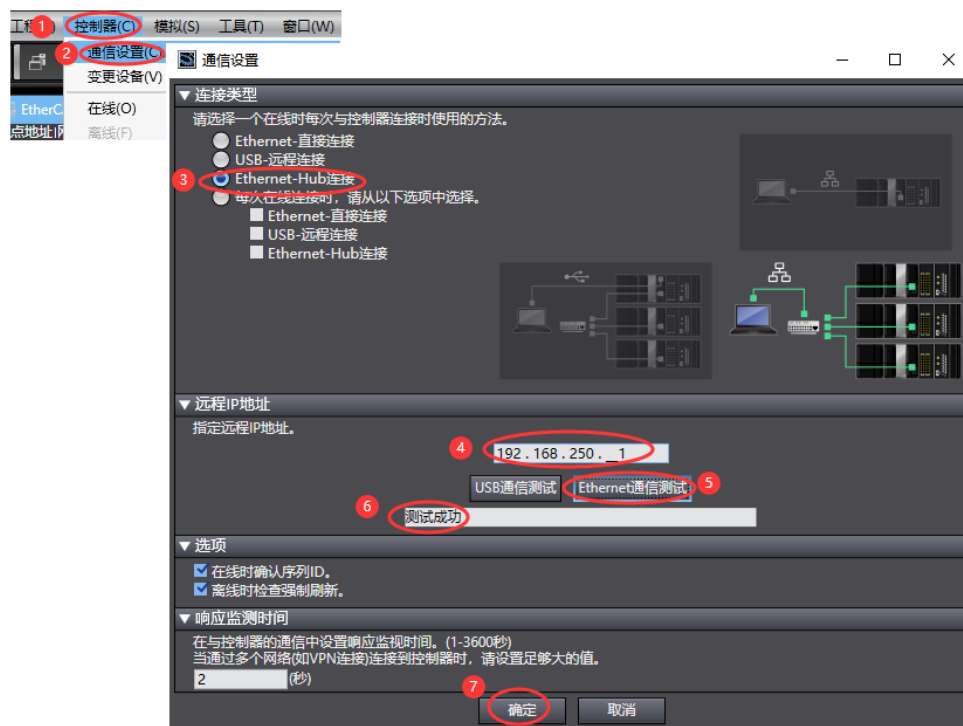 1
工程 控制器(C) 模拟(S) 工具(T) 窗口(W)
2
通信设置(C)
变更设备(V)
在线(O)
离线(F)
EtherC
点地址|网
通信设置
连接类型
请选择一个在线时每次与控制器连接时使用的方法。
Ethernet-直接连接
USB-远程连接
3
Ethernet-Hub连接
每次在线连接时，请从以下选项中选择。
Ethernet-直接连接
USB-远程连接
Ethernet-Hub连接
远程IP地址
指定远程IP地址。
4
192.168.250.__1
USB通信测试
Ethernet通信测试
5
6
测试成功
选项
在线时确认序列ID。
离线时检查强制刷新。
响应监测时间
在与控制器的通信中设置响应监视时间。(1-3600秒)
当通过多个网络(如VPN连接)连接到控制器时，请设置足够大的值。
2 (秒)
7
确定
取消